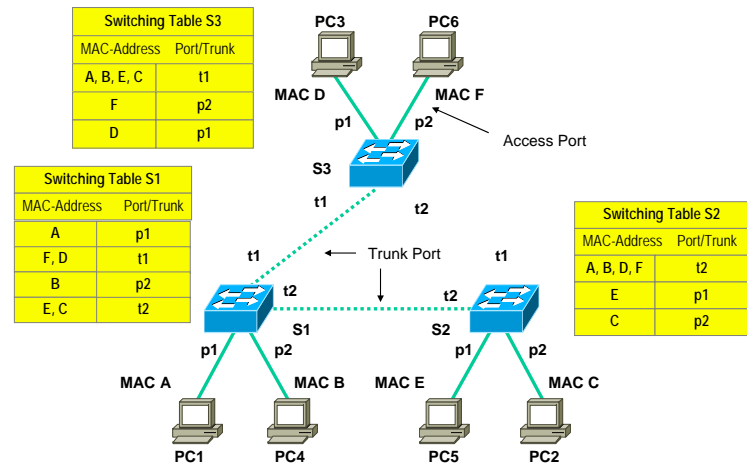 Switching Table S3
MAC-Address Port/Trunk
A, B, E, C t1
F p2
D p1
PC3 PC6
MAC D MAC F
p1 p2
Access Port
S3
t1 t2
Switching Table S1
MAC-Address Port/Trunk
A p1
F, D t1
B p2
E, C t2
Trunk Port
Switching Table S2
MAC-Address Port/Trunk
A, B, D, F t2
E p1
C p2
t1 t1
t2 t2
S1 S2
p1 p2 p1 p2
MAC A MAC B MAC E MAC C
PC1 PC4 PC5 PC2